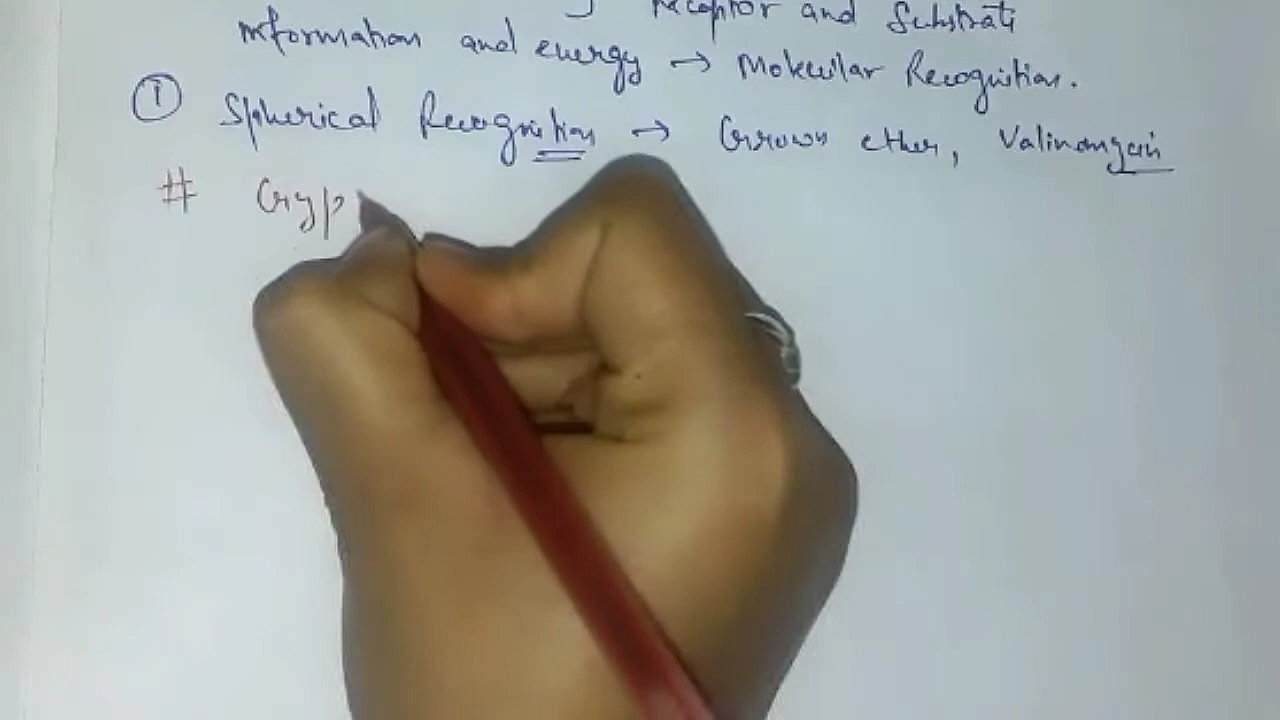 receptor and Substrate
information and energy → Molecular Recognition.
① Spherical Recognition → Crown ether, Valinomycin
# Cryp